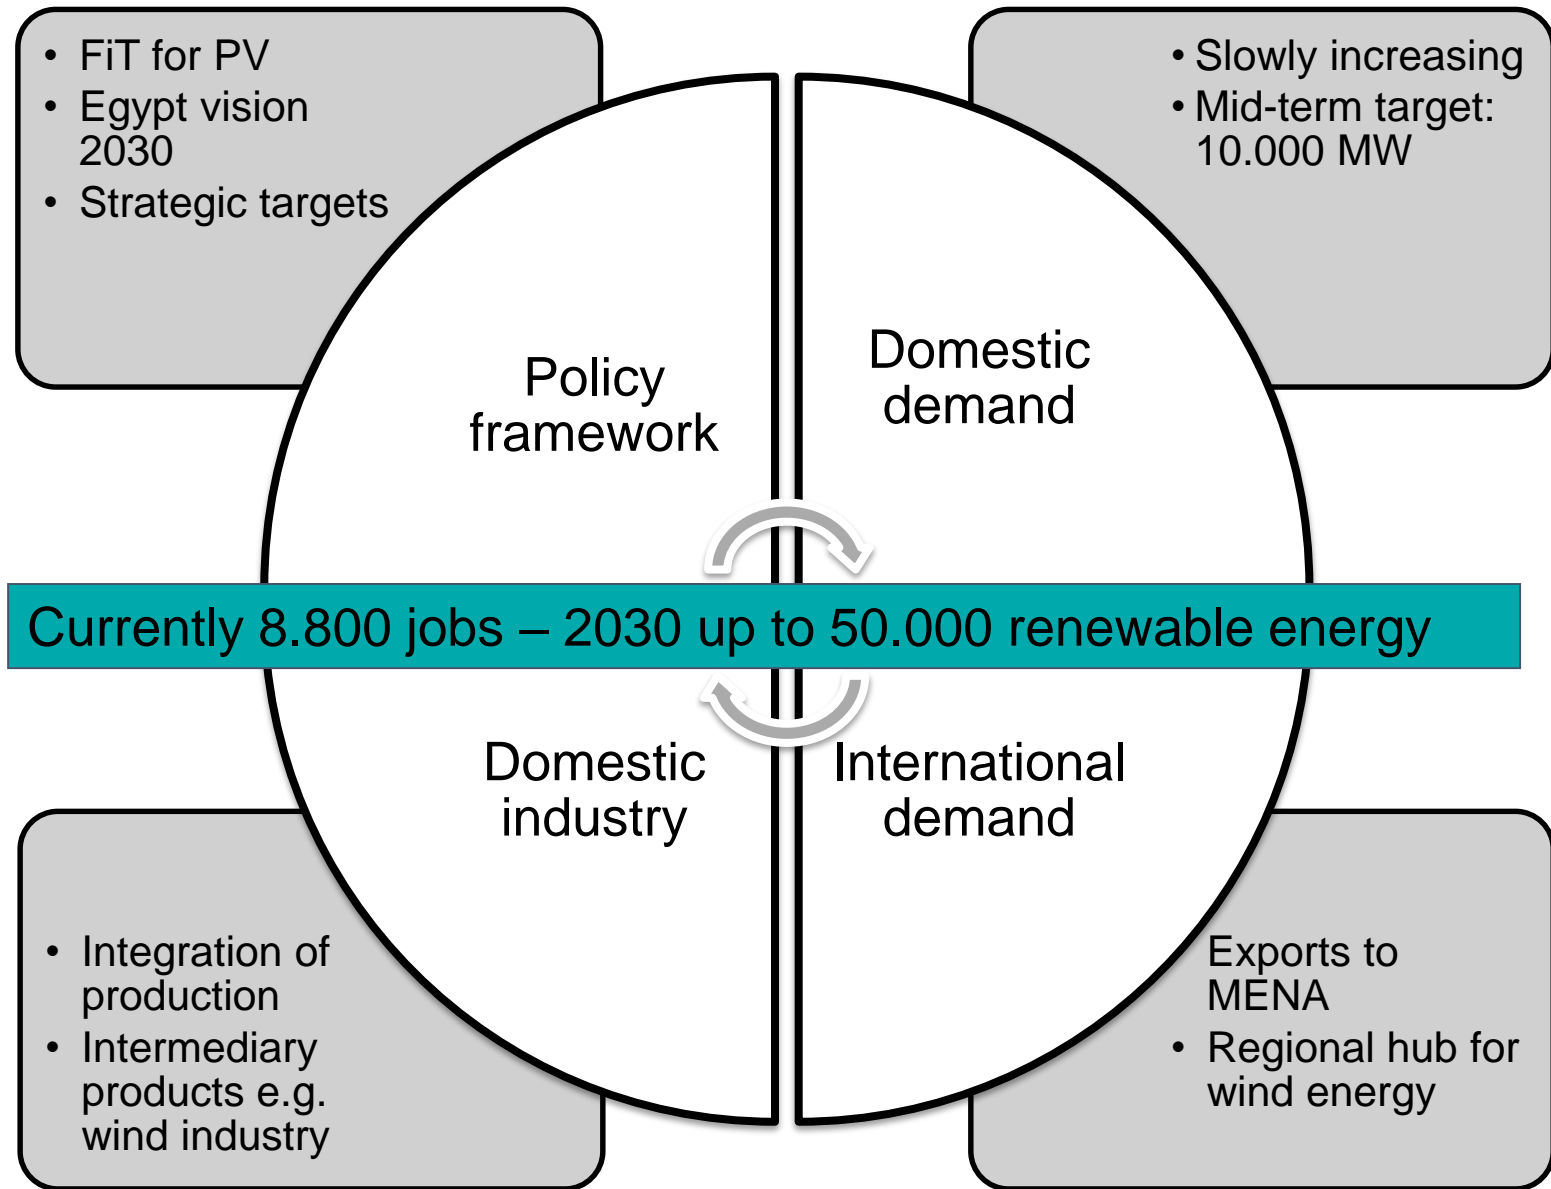 • FiT for PV
• Egypt vision
2030
• Strategic targets
• Slowly increasing
• Mid-term target:
10.000 MW
Policy
framework
Domestic
demand
Currently 8.800 jobs – 2030 up to 50.000 renewable energy
Domestic
industry
International
demand
• Integration of
production
• Intermediary
products e.g.
wind industry
Exports to
MENA
• Regional hub for
wind energy